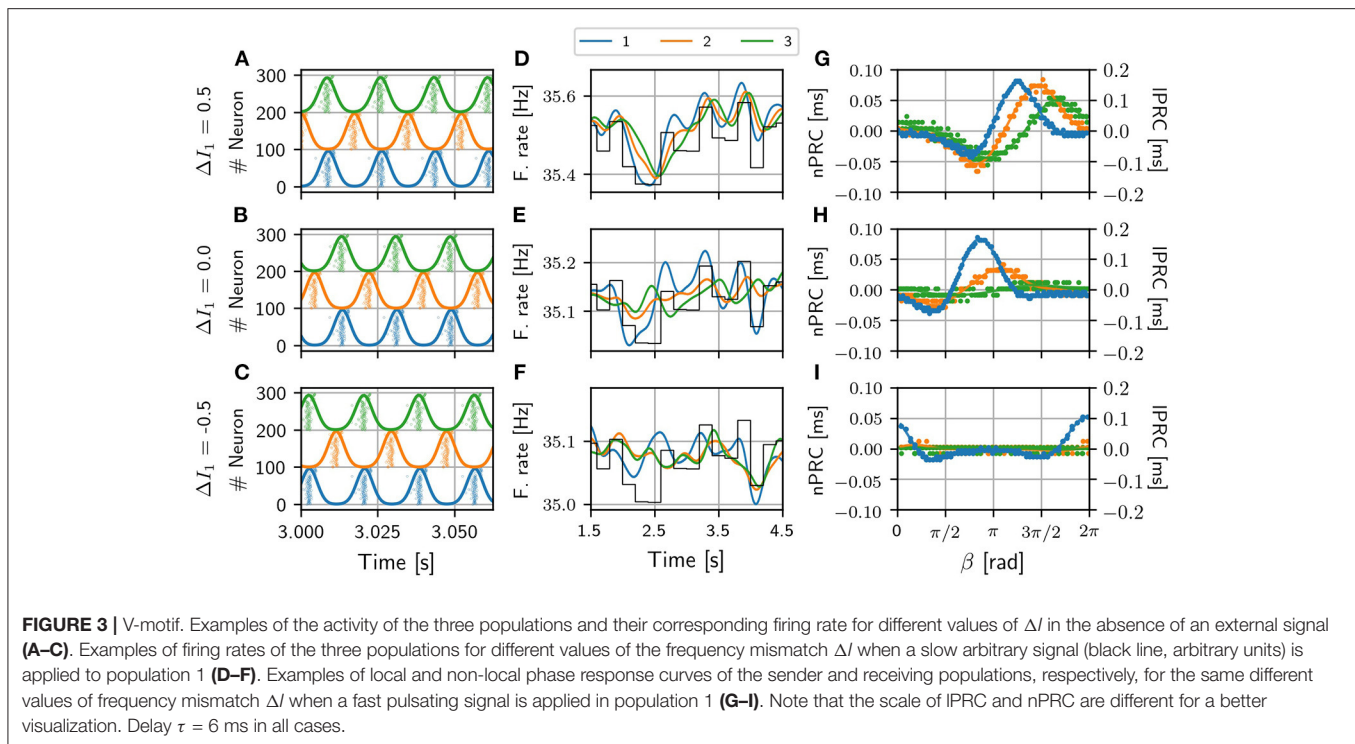 1 2 3
A D G
ΔI₁ = 0.5
# Neuron
300
200
100
0
F. rate [Hz]
35.6
35.4
nPRC [ms]
0.10
0.05
0.00
−0.05
−0.10
0.2
0.1
0.0
−0.1
−0.2
lPRC [ms]
B E H
ΔI₁ = 0.0
# Neuron
300
200
100
0
F. rate [Hz]
35.2
35.1
nPRC [ms]
0.10
0.05
0.00
−0.05
−0.10
0.2
0.1
0.0
−0.1
−0.2
lPRC [ms]
C F I
ΔI₁ = -0.5
# Neuron
300
200
100
0
3.000 3.025 3.050
Time [s]
F. rate [Hz]
35.1
35.0
1.5 2.5 3.5 4.5
Time [s]
nPRC [ms]
0.10
0.05
0.00
−0.05
−0.10
0.2
0.1
0.0
−0.1
−0.2
lPRC [ms]
0 π/2 π 3π/2 2π
β [rad]
FIGURE 3 | V-motif. Examples of the activity of the three populations and their corresponding firing rate for different values of ΔI in the absence of an external signal
(A–C). Examples of firing rates of the three populations for different values of the frequency mismatch ΔI when a slow arbitrary signal (black line, arbitrary units) is
applied to population 1 (D–F). Examples of local and non-local phase response curves of the sender and receiving populations, respectively, for the same different
values of frequency mismatch ΔI when a fast pulsating signal is applied in population 1 (G–I). Note that the scale of lPRC and nPRC are different for a better
visualization. Delay τ = 6 ms in all cases.